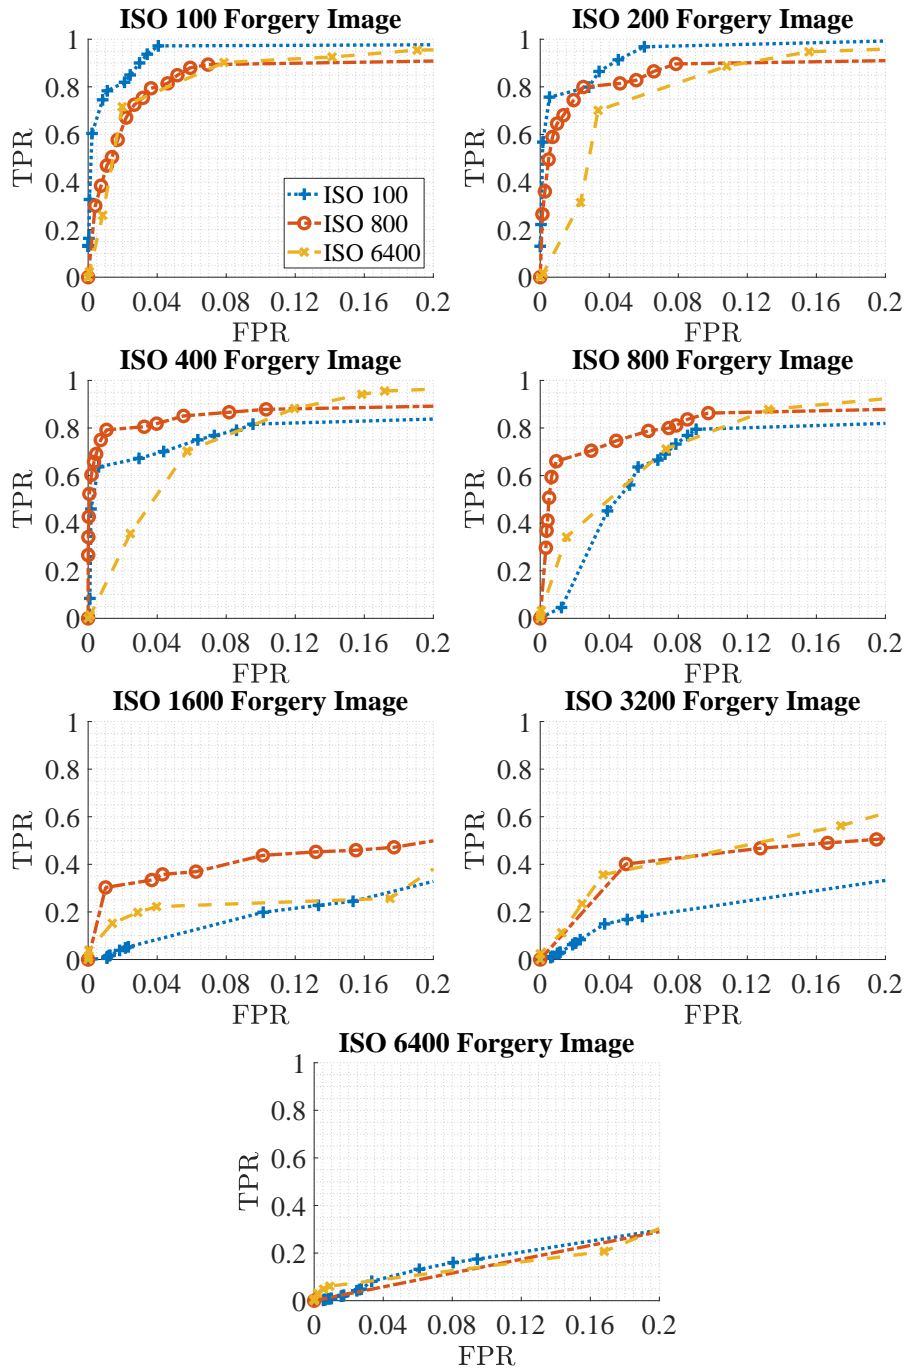 ISO 100 Forgery Image
1
0.8
0.6
0.4
0.2
0
TPR
0 0.04 0.08 0.12 0.16 0.2
FPR
ISO 100
ISO 800
ISO 6400
ISO 200 Forgery Image
1
0.8
0.6
0.4
0.2
0
TPR
0 0.04 0.08 0.12 0.16 0.2
FPR
ISO 400 Forgery Image
1
0.8
0.6
0.4
0.2
0
TPR
0 0.04 0.08 0.12 0.16 0.2
FPR
ISO 800 Forgery Image
1
0.8
0.6
0.4
0.2
0
TPR
0 0.04 0.08 0.12 0.16 0.2
FPR
ISO 1600 Forgery Image
1
0.8
0.6
0.4
0.2
0
TPR
0 0.04 0.08 0.12 0.16 0.2
FPR
ISO 3200 Forgery Image
1
0.8
0.6
0.4
0.2
0
TPR
0 0.04 0.08 0.12 0.16 0.2
FPR
ISO 6400 Forgery Image
1
0.8
0.6
0.4
0.2
0
TPR
0 0.04 0.08 0.12 0.16 0.2
FPR